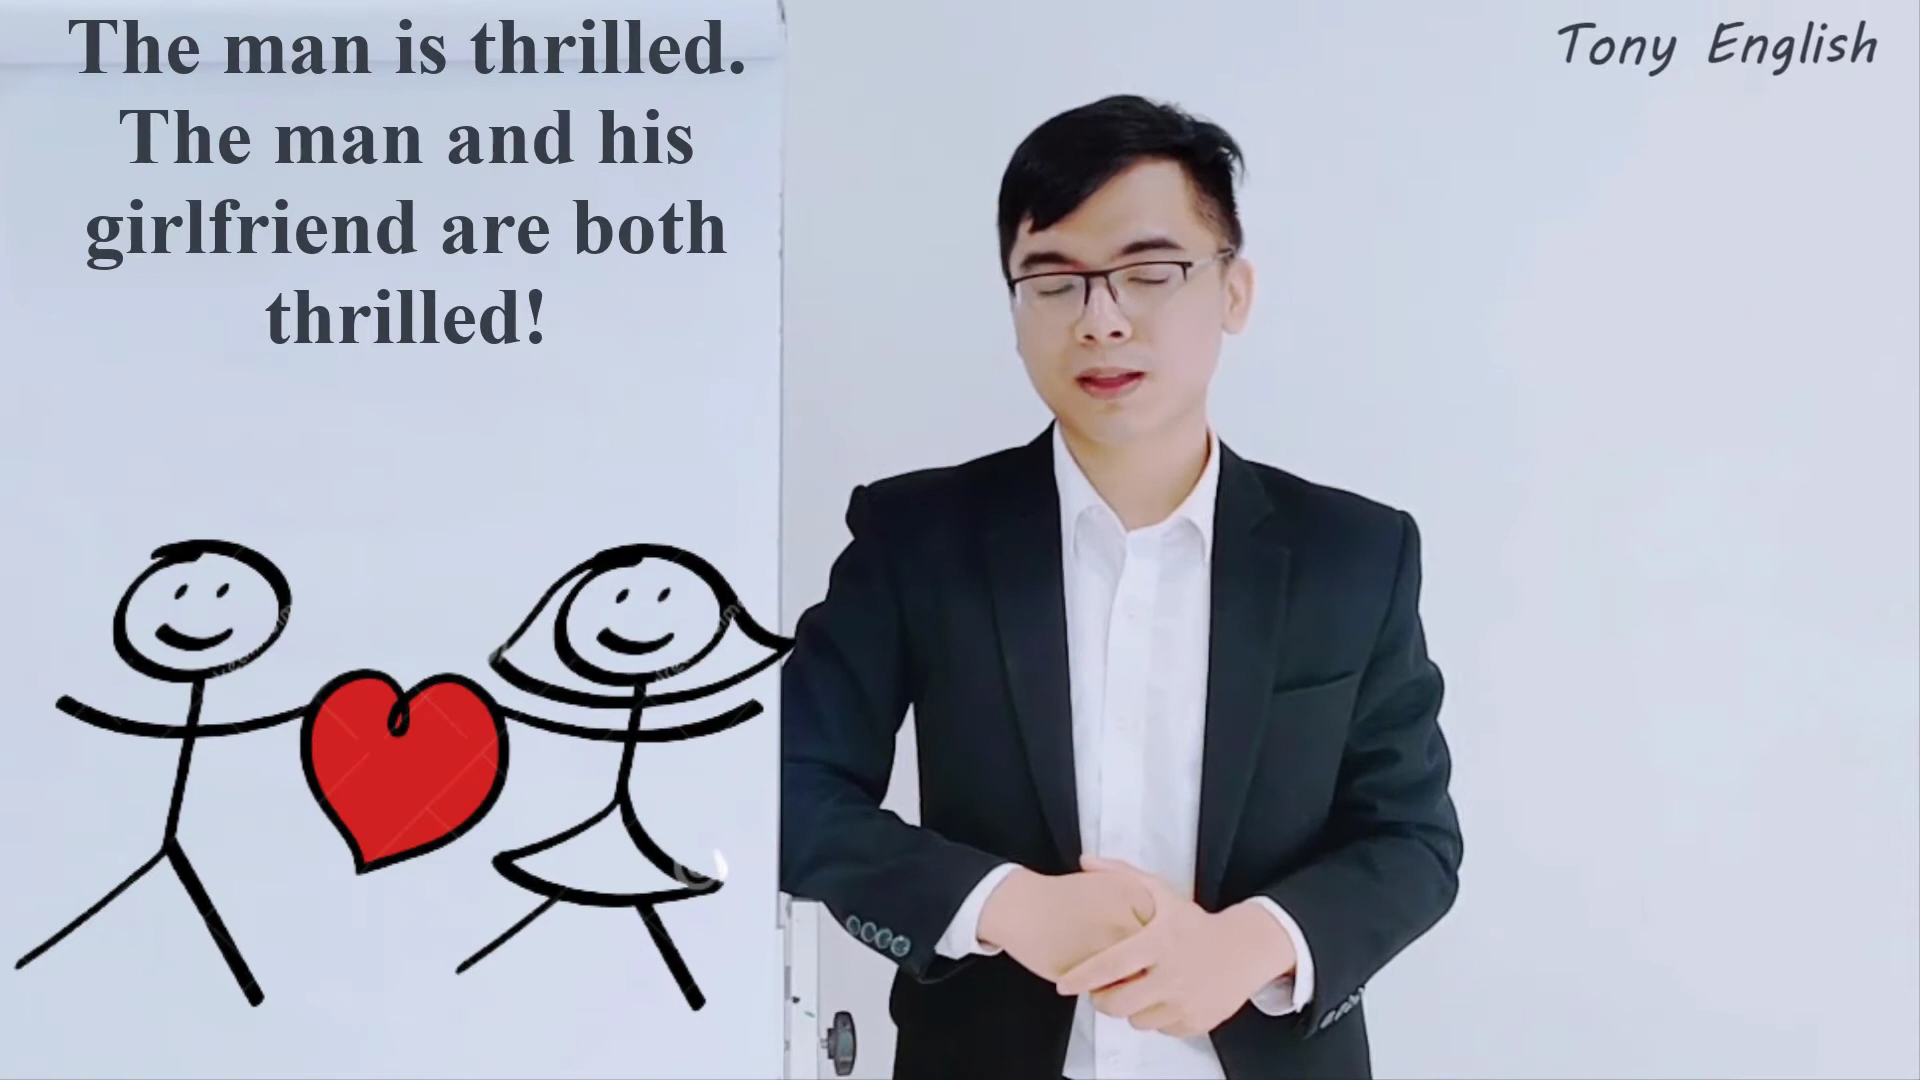 The man is thrilled.
The man and his
girlfriend are both
thrilled!
Tony English